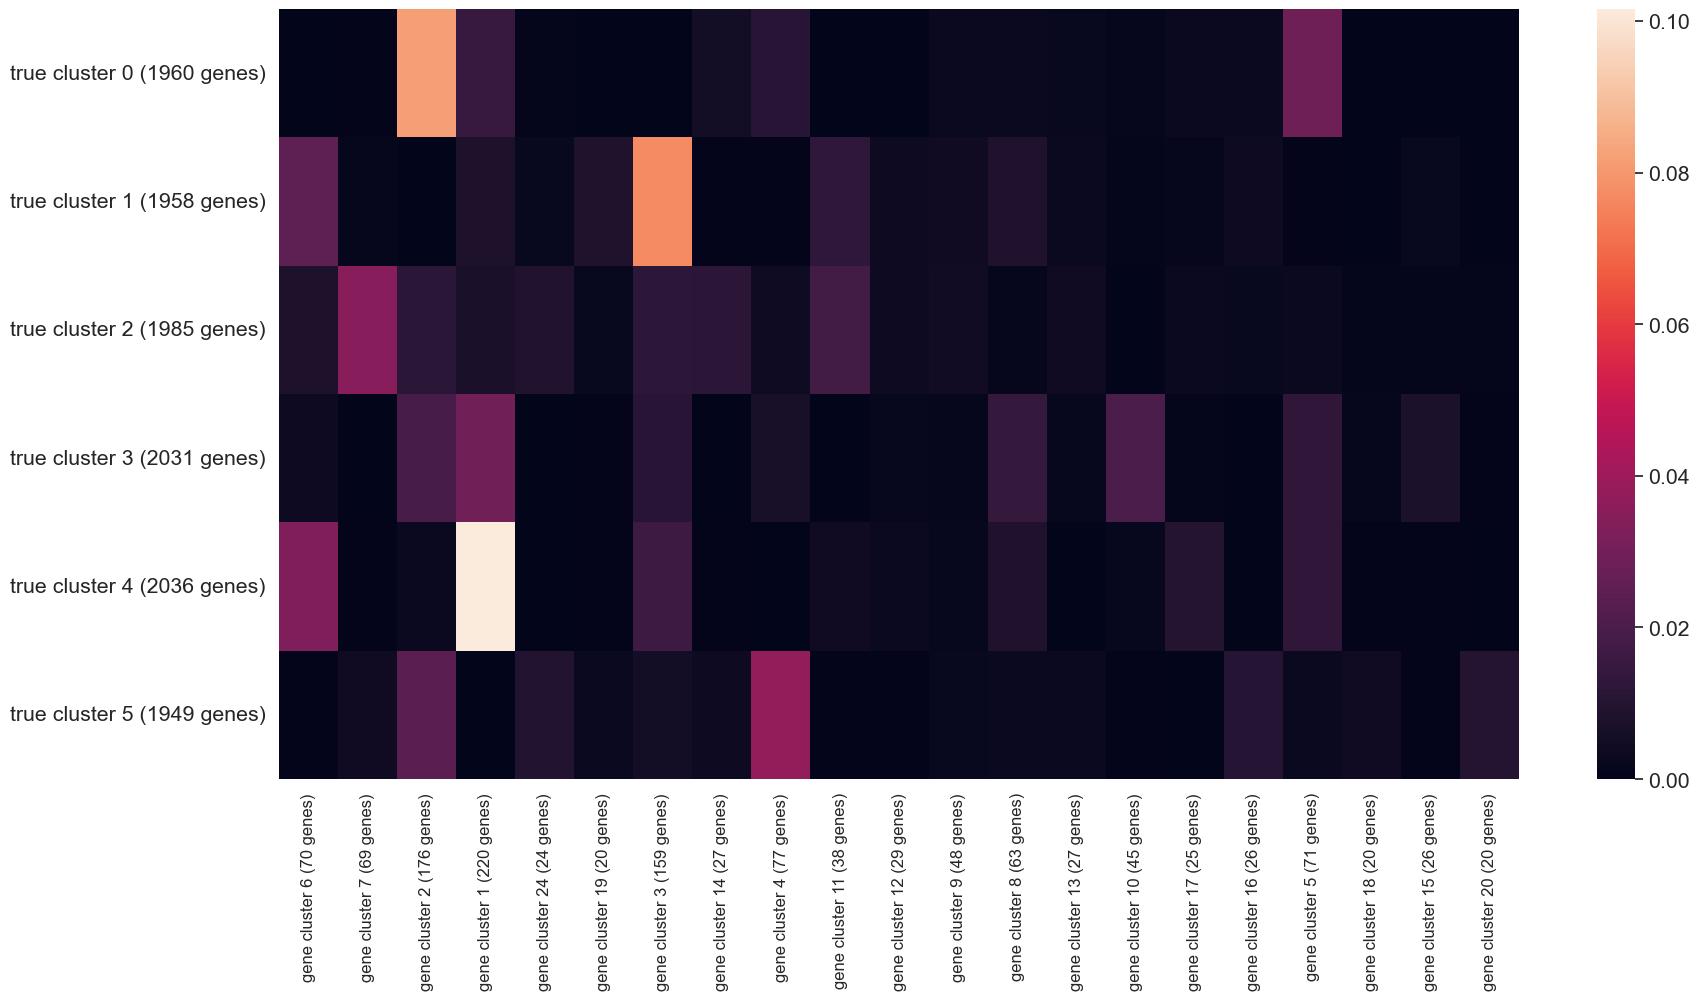 true cluster 0 (1960 genes)
true cluster 1 (1958 genes)
true cluster 2 (1985 genes)
true cluster 3 (2031 genes)
true cluster 4 (2036 genes)
true cluster 5 (1949 genes)
gene cluster 6 (70 genes)
gene cluster 7 (69 genes)
gene cluster 2 (176 genes)
gene cluster 1 (220 genes)
gene cluster 24 (24 genes)
gene cluster 19 (20 genes)
gene cluster 3 (159 genes)
gene cluster 14 (27 genes)
gene cluster 4 (77 genes)
gene cluster 11 (38 genes)
gene cluster 12 (29 genes)
gene cluster 9 (48 genes)
gene cluster 8 (63 genes)
gene cluster 13 (27 genes)
gene cluster 10 (45 genes)
gene cluster 17 (25 genes)
gene cluster 16 (26 genes)
gene cluster 5 (71 genes)
gene cluster 18 (20 genes)
gene cluster 15 (26 genes)
gene cluster 20 (20 genes)
0.10
0.08
0.06
0.04
0.02
0.00